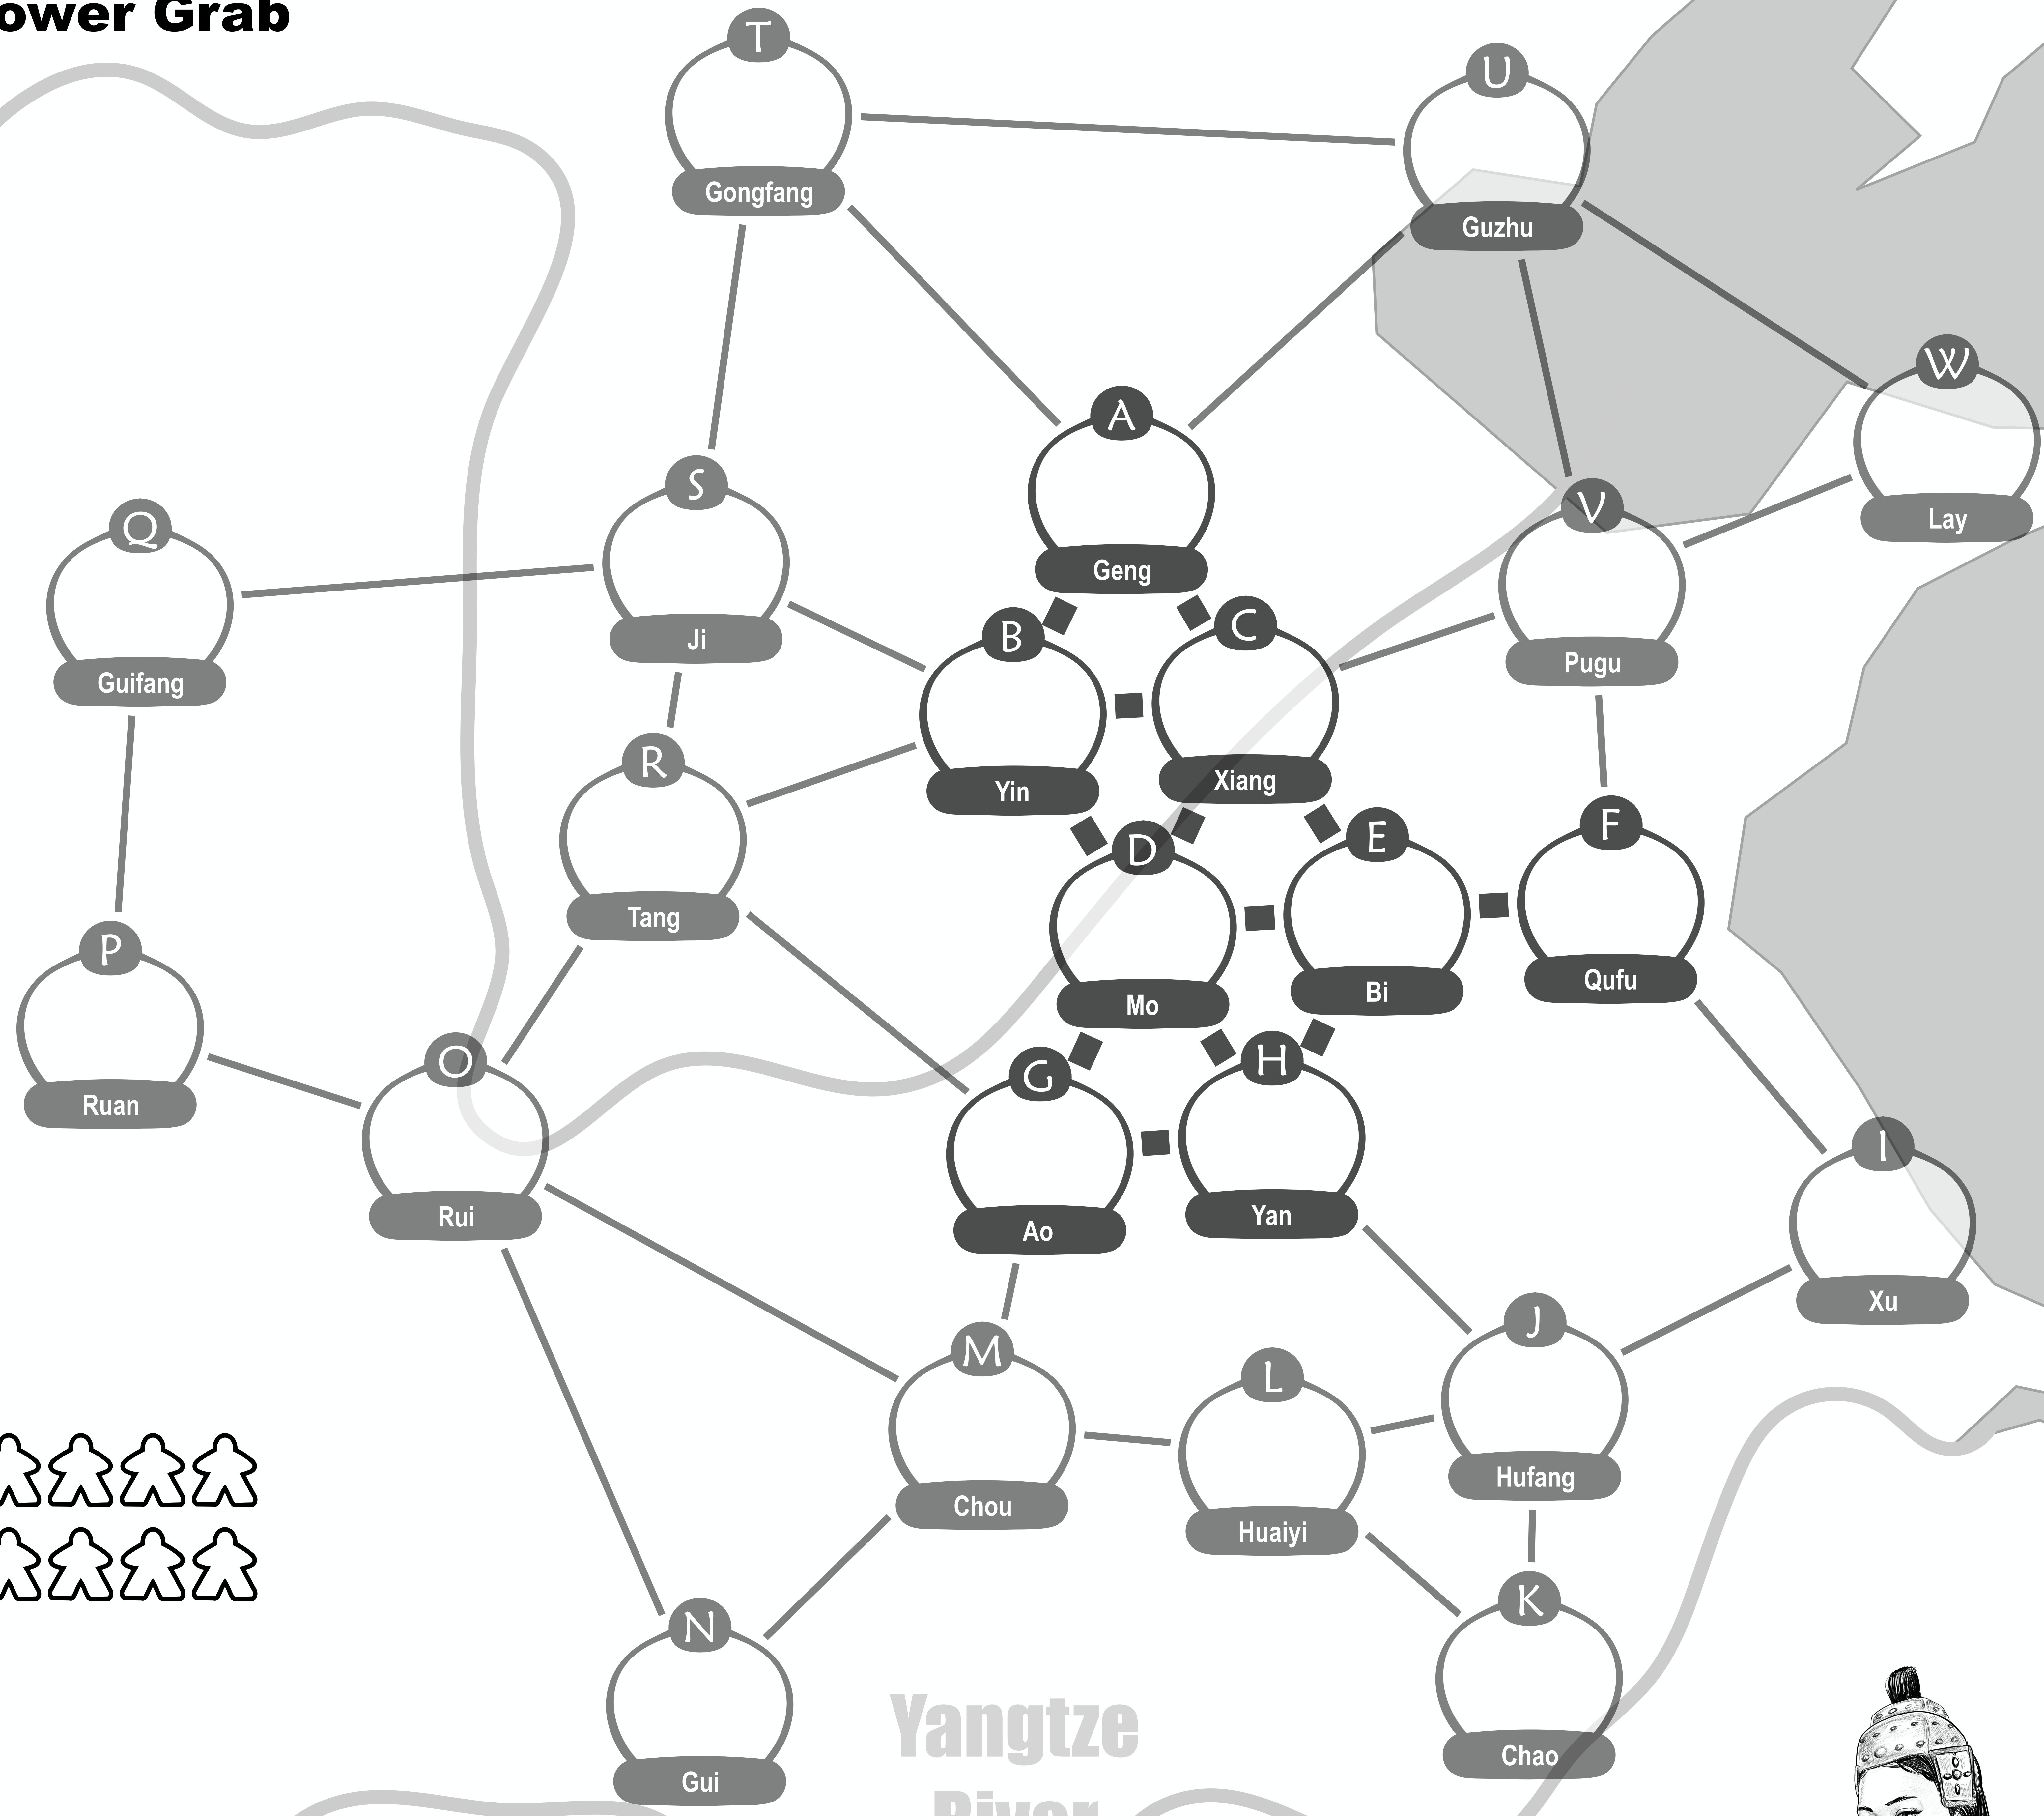 ower Grab
T
Gongfang
U
Guzhu
W
Lay
A
Geng
S
Ji
Q
Guifang
V
Pugu
B
Yin
C
Xiang
R
Tang
D
Mo
E
Bi
F
Qufu
P
Ruan
O
Rui
G
Ao
H
Yan
I
Xu
M
Chou
L
Huaiyi
J
Hufang
N
Gui
K
Chao
Yangtze
River